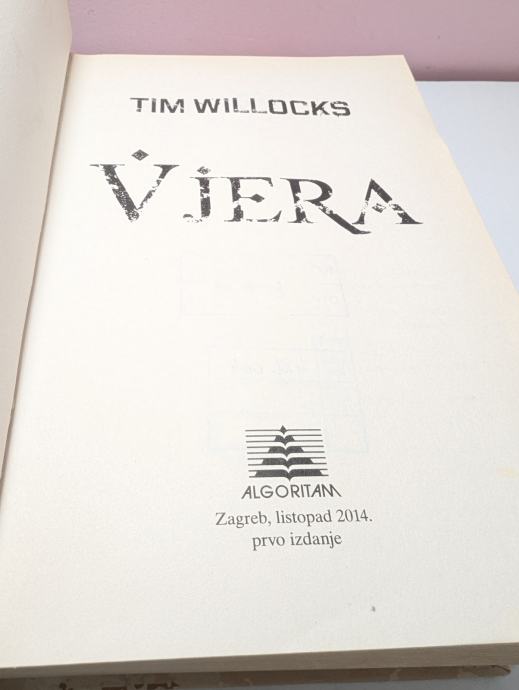 TIM WILLOCKS
VJERA
ALGORITAM
Zagreb, listopad 2014.
prvo izdanje